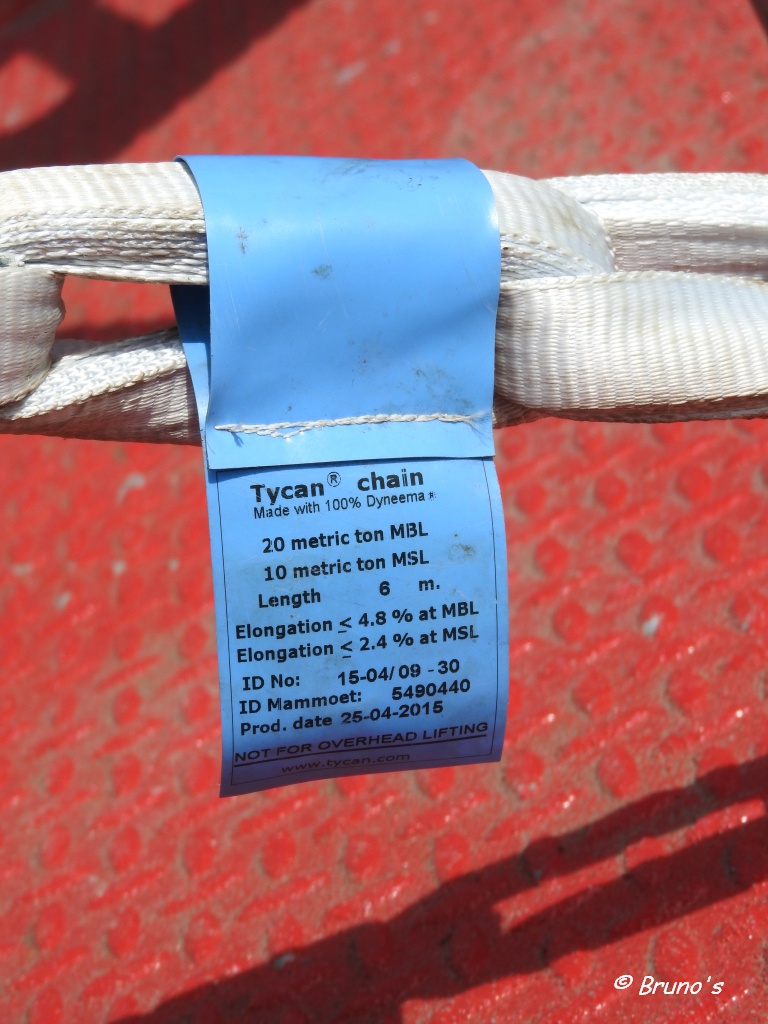 Tycan® chain
Made with 100% Dyneema®
20 metric ton MBL
10 metric ton MSL
Length 6 m.
Elongation ≤ 4.8 % at MBL
Elongation ≤ 2.4 % at MSL
ID No: 15-04/09-30
ID Mammoet: 5490440
Prod. date 25-04-2015
NOT FOR OVERHEAD LIFTING
www.tycan.com
© Bruno's